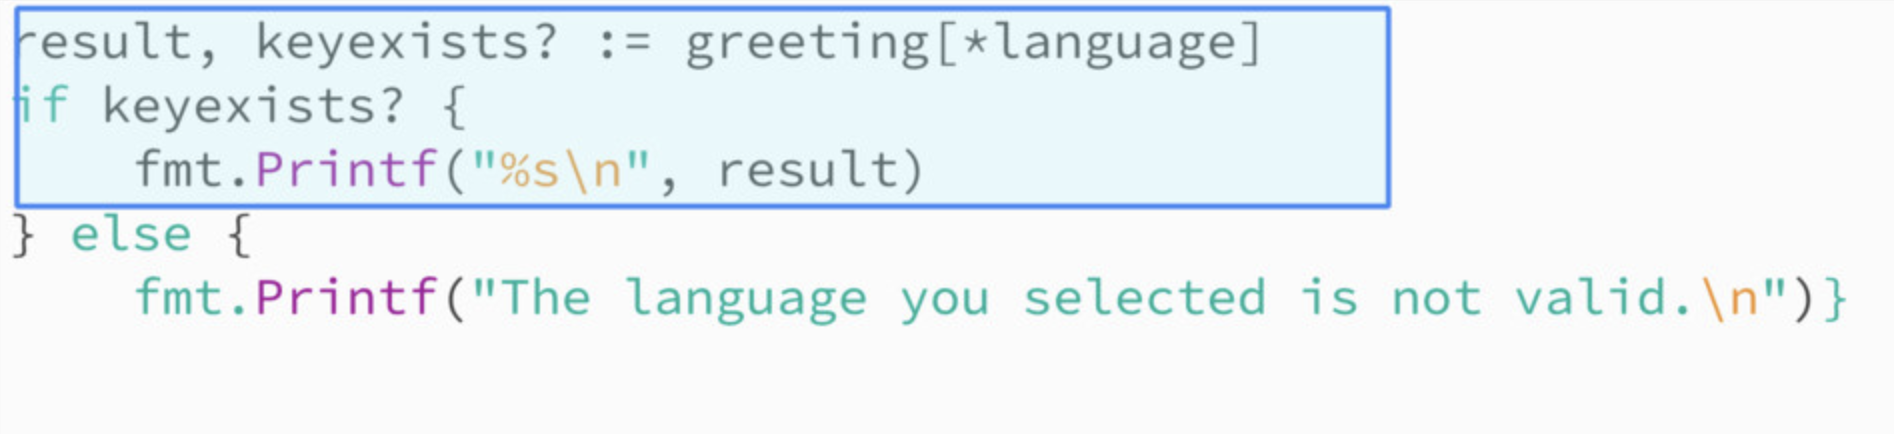 result, keyexists? := greeting[*language]
if keyexists? {
    fmt.Printf("%s\n", result)
} else {
    fmt.Printf("The language you selected is not valid.\n")}